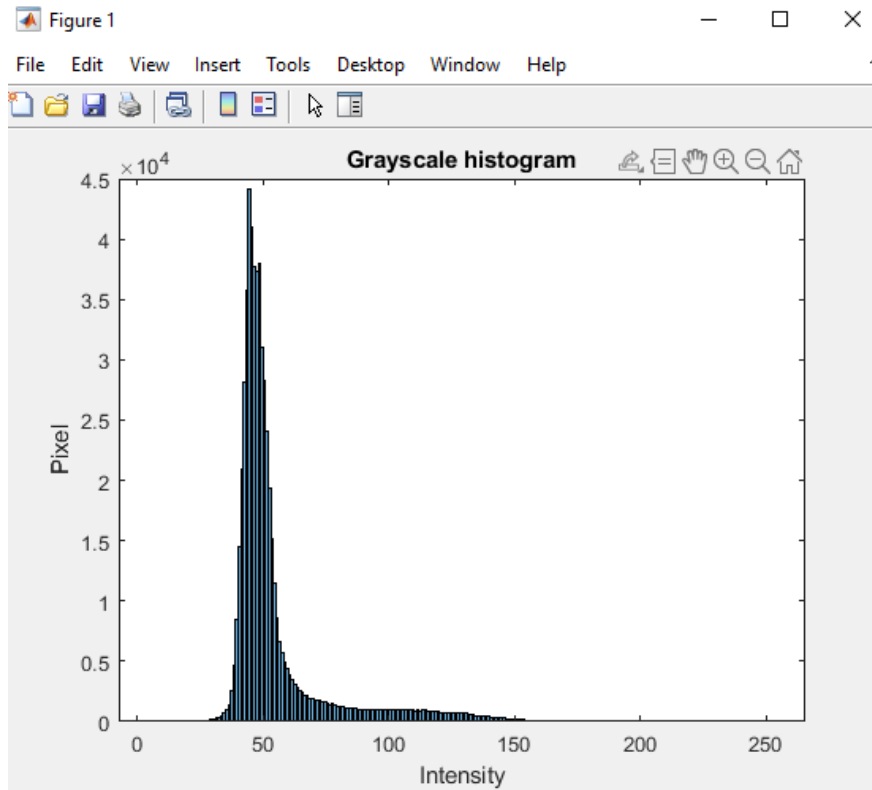 Figure 1
File Edit View Insert Tools Desktop Window Help
Grayscale histogram
×10⁴
4.5
4
3.5
3
2.5
2
1.5
1
0.5
0
Pixel
0 50 100 150 200 250
Intensity